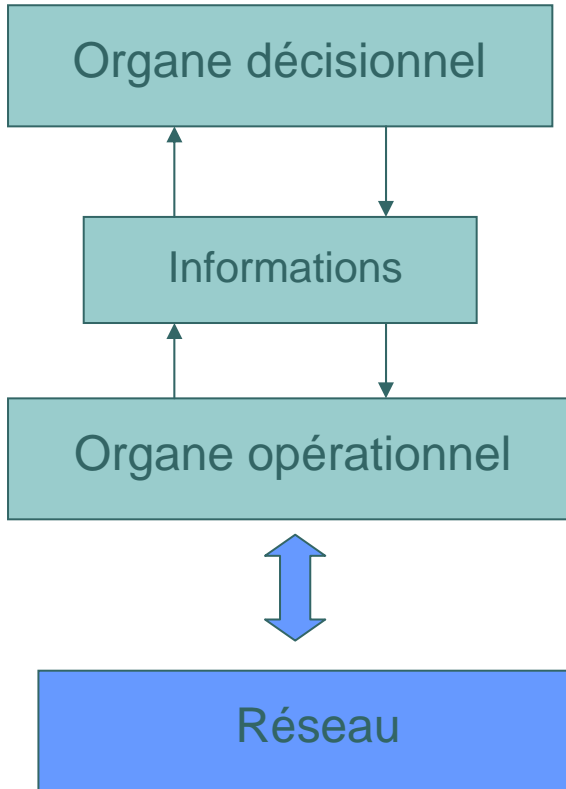 Organe décisionnel
Informations
Organe opérationnel
Réseau